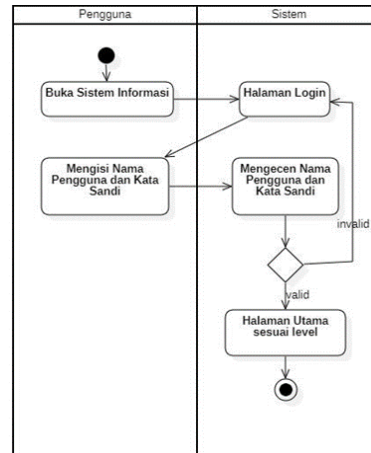 Pengguna
Sistem
Buka Sistem Informasi
Halaman Login
Mengisi Nama
Pengguna dan Kata
Sandi
Mengecen Nama
Pengguna dan
Kata Sandi
invalid
valid
Halaman Utama
sesuai level